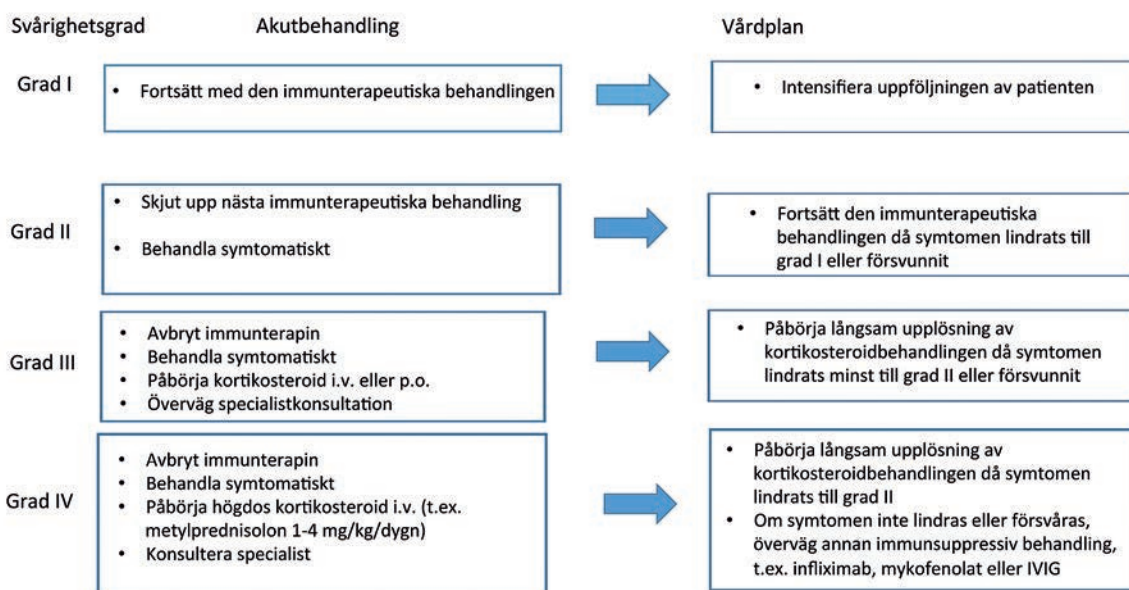 Svårighetsgrad Akutbehandling Vårdplan
Grad I
• Fortsätt med den immunterapeutiska behandlingen
• Intensifiera uppföljningen av patienten
Grad II
• Skjut upp nästa immunterapeutiska behandling
• Behandla symtomatiskt
• Fortsätt den immunterapeutiska
behandlingen då symtomen lindrats till
grad I eller försvunnit
Grad III
• Avbryt immunterapin
• Behandla symtomatiskt
• Påbörja kortikosteroid i.v. eller p.o.
• Överväg specialistkonsultation
• Påbörja långsam upplösning av
kortikosteroidbehandlingen då symtomen
lindrats minst till grad II eller försvunnit
Grad IV
• Avbryt immunterapin
• Behandla symtomatiskt
• Påbörja högdos kortikosteroid i.v. (t.ex.
metylprednisolon 1-4 mg/kg/dygn)
• Konsultera specialist
• Påbörja långsam upplösning av
kortikosteroidbehandlingen då symtomen
lindrats till grad II
• Om symtomen inte lindras eller försvåras,
överväg annan immunsuppressiv behandling,
t.ex. infliximab, mykofenolat eller IVIG